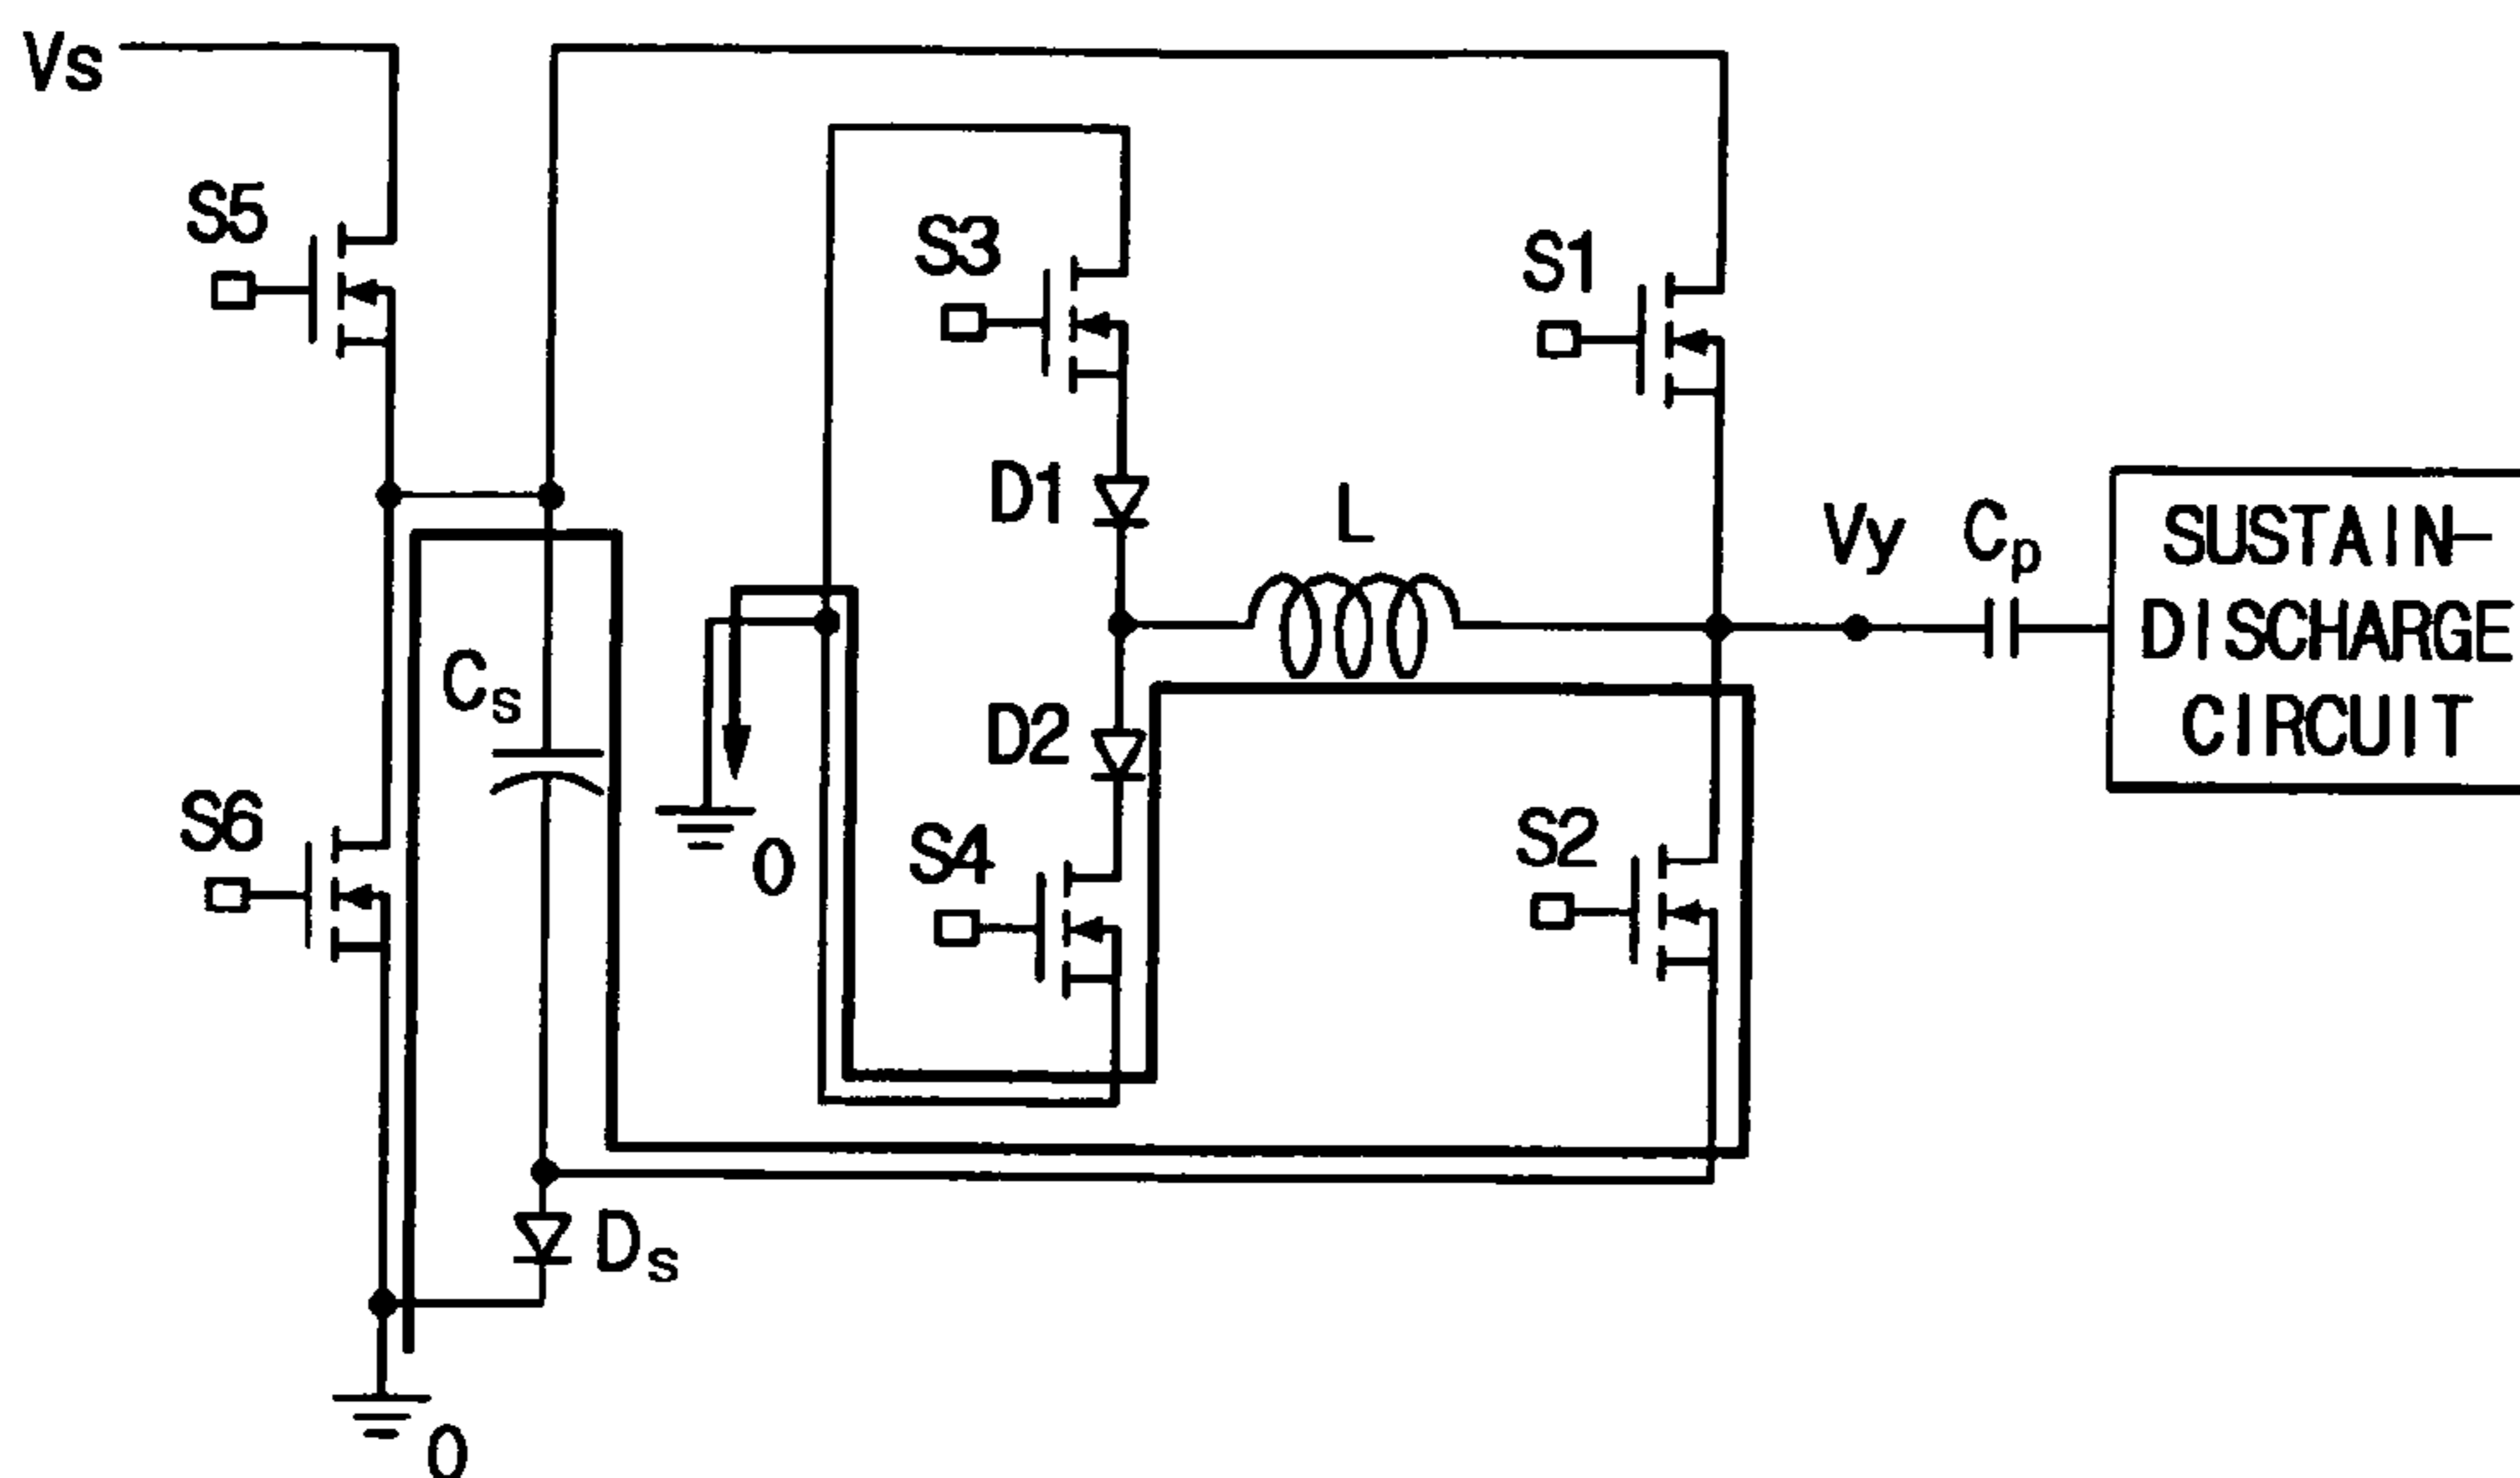 Vs
S5
S3
S1
D1
L
Vy
Cp
SUSTAIN-
DISCHARGE
CIRCUIT
Cs
D2
S6
0
S4
S2
Ds
0